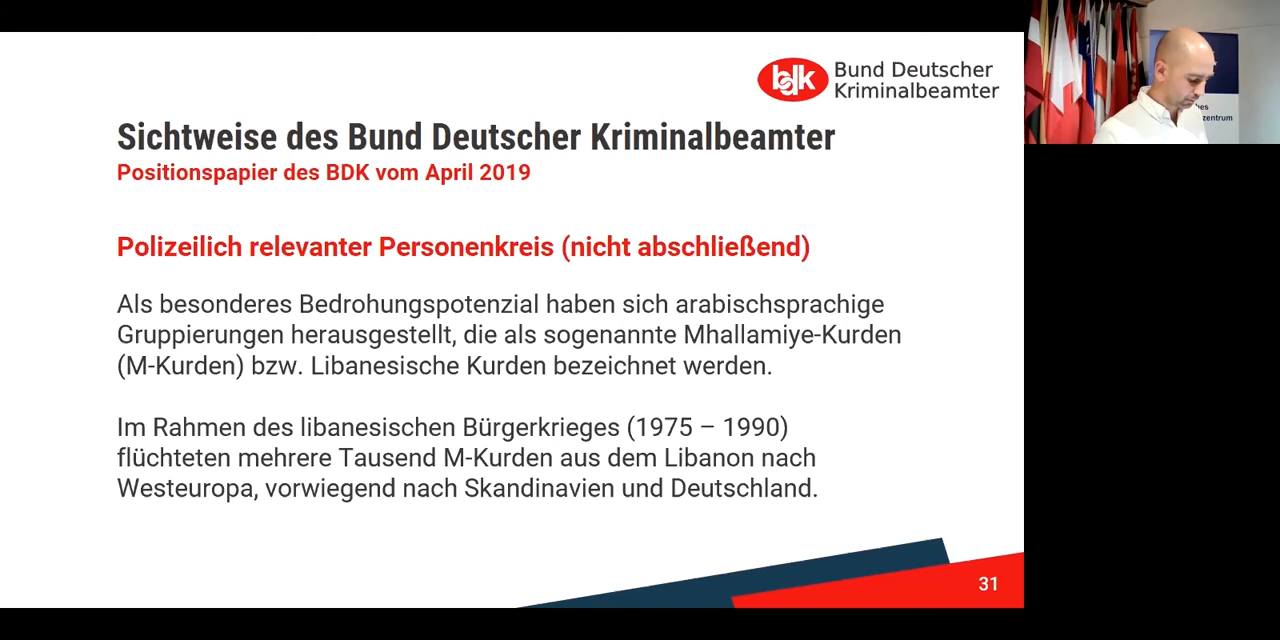 bdk
Bund Deutscher
Kriminalbeamter
Sichtweise des Bund Deutscher Kriminalbeamter
Positionspapier des BDK vom April 2019
Polizeilich relevanter Personenkreis (nicht abschließend)
Als besonderes Bedrohungspotenzial haben sich arabischsprachige
Gruppierungen herausgestellt, die als sogenannte Mhallamiye-Kurden
(M-Kurden) bzw. Libanesische Kurden bezeichnet werden.
Im Rahmen des libanesischen Bürgerkrieges (1975 – 1990)
flüchteten mehrere Tausend M-Kurden aus dem Libanon nach
Westeuropa, vorwiegend nach Skandinavien und Deutschland.
31